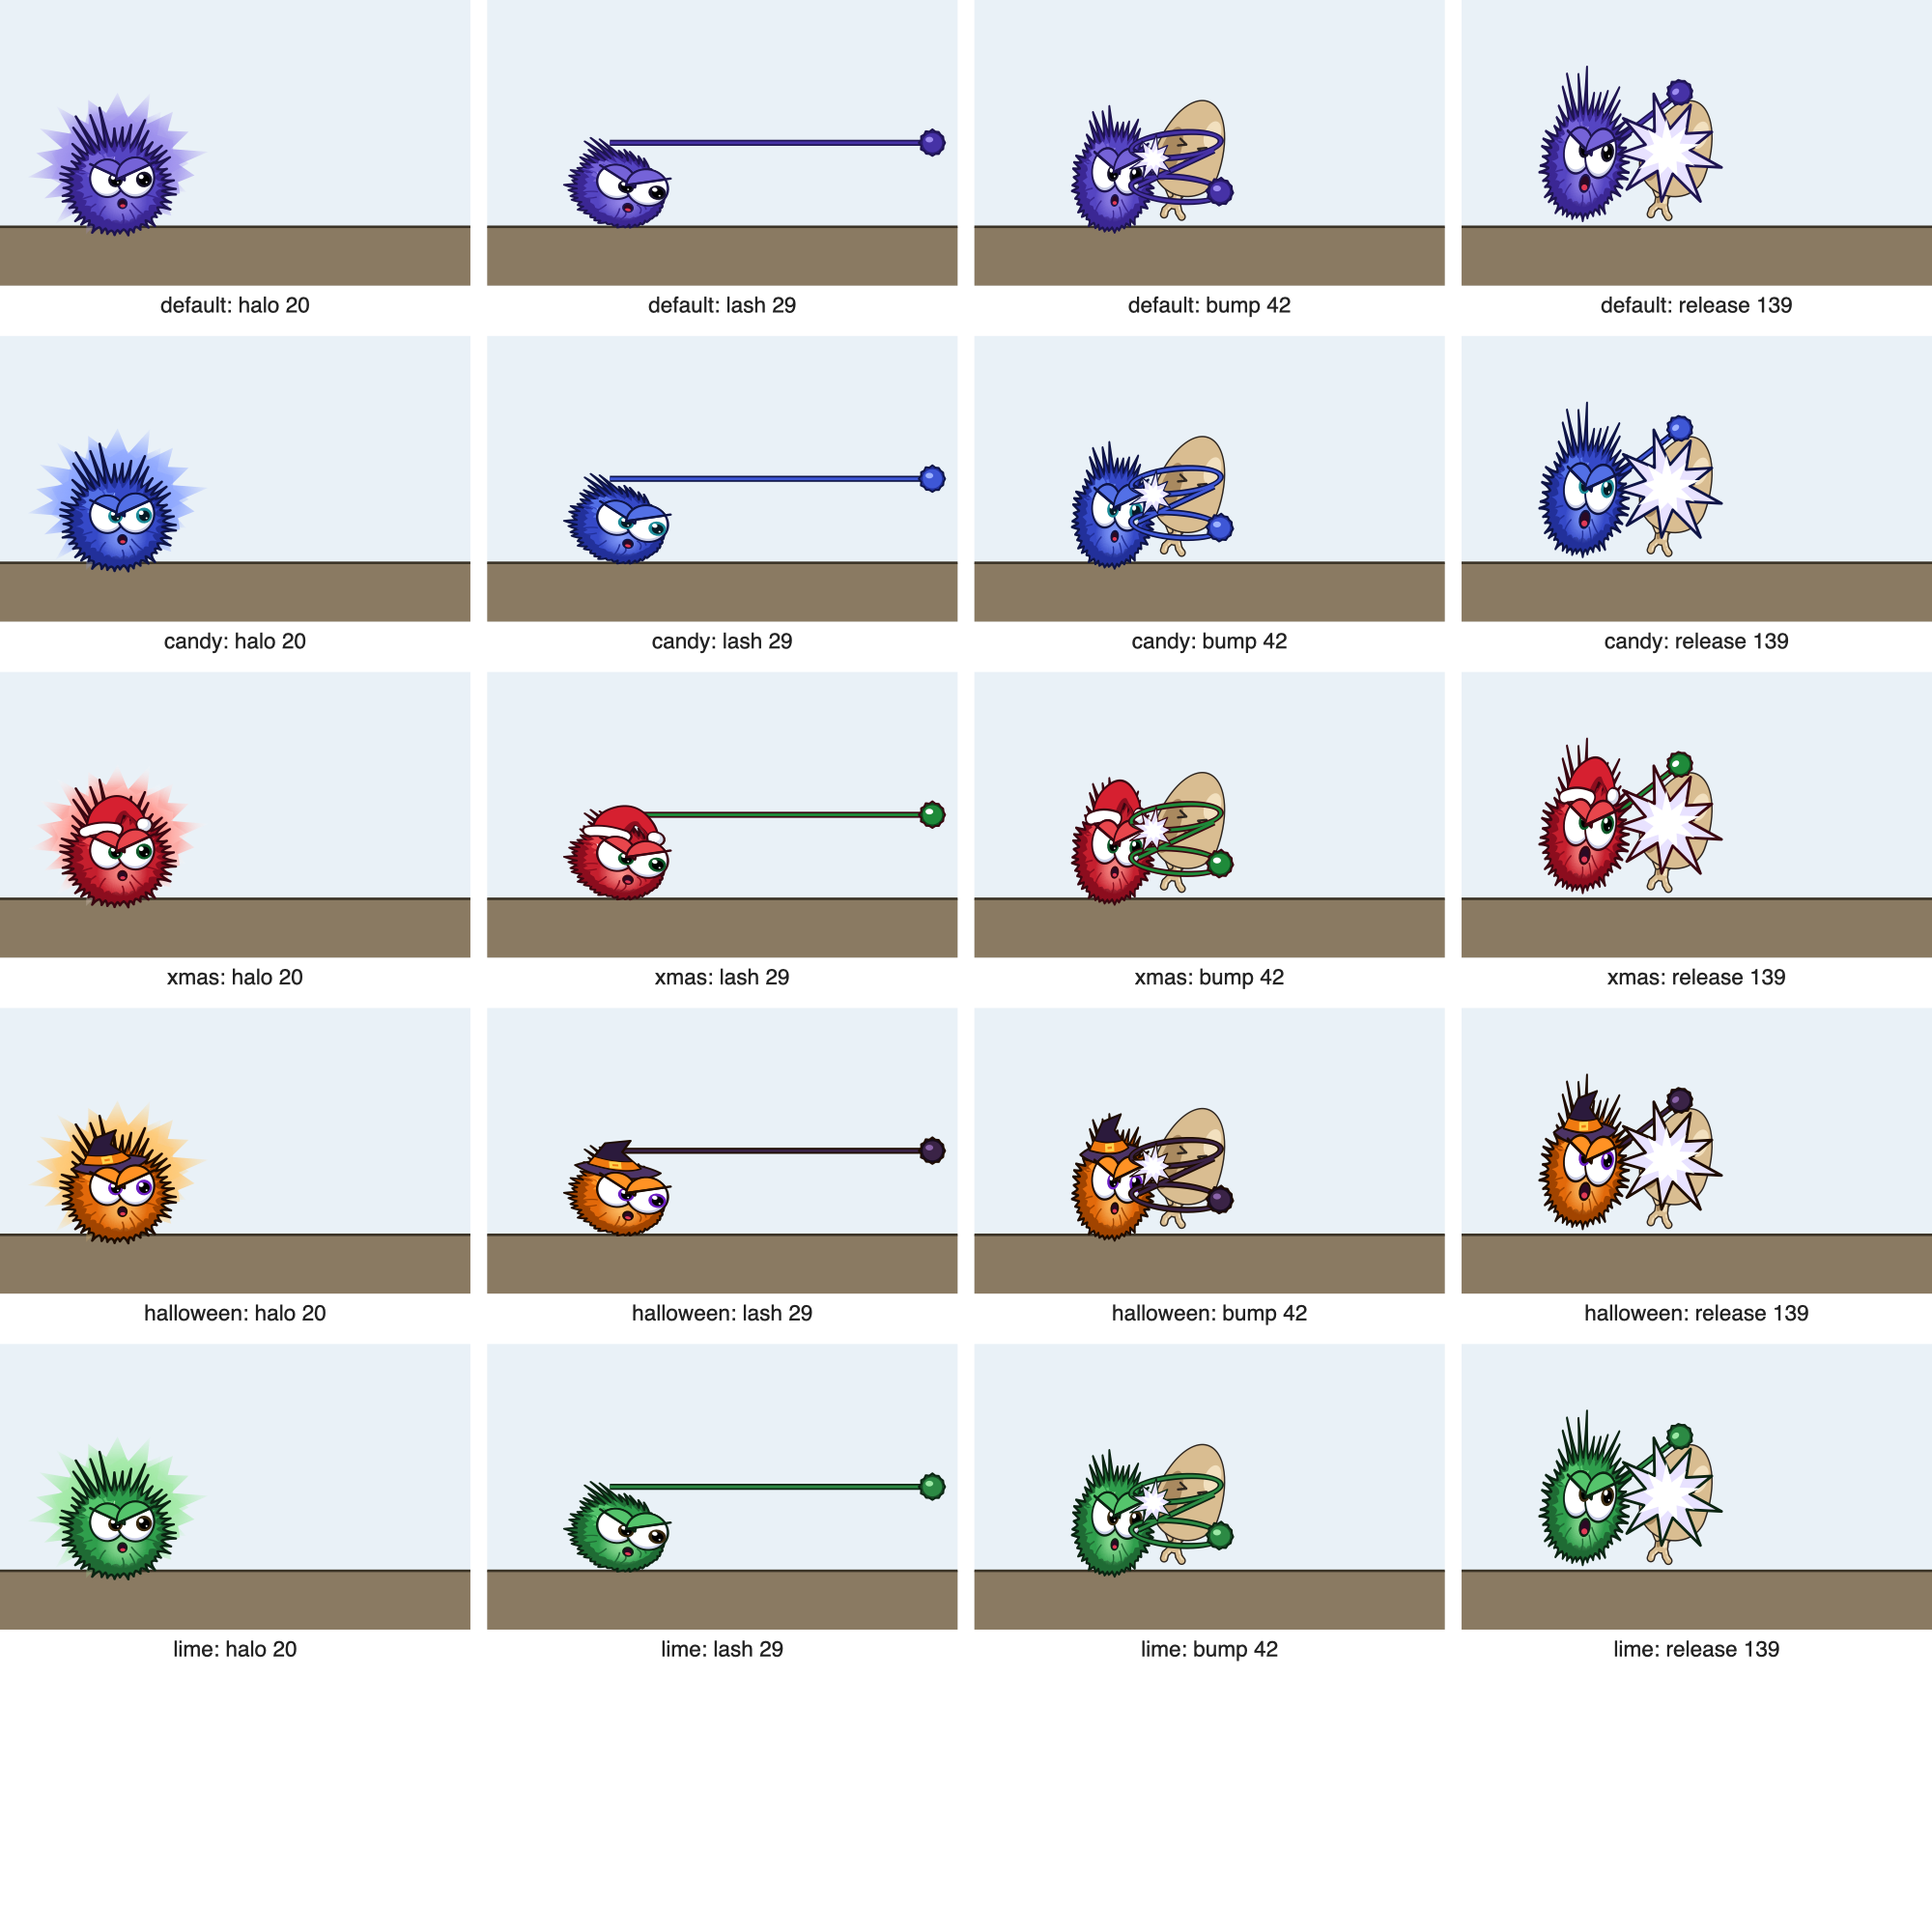 default: halo 20
default: lash 29
default: bump 42
default: release 139
candy: halo 20
candy: lash 29
candy: bump 42
candy: release 139
xmas: halo 20
xmas: lash 29
xmas: bump 42
xmas: release 139
halloween: halo 20
halloween: lash 29
halloween: bump 42
halloween: release 139
lime: halo 20
lime: lash 29
lime: bump 42
lime: release 139